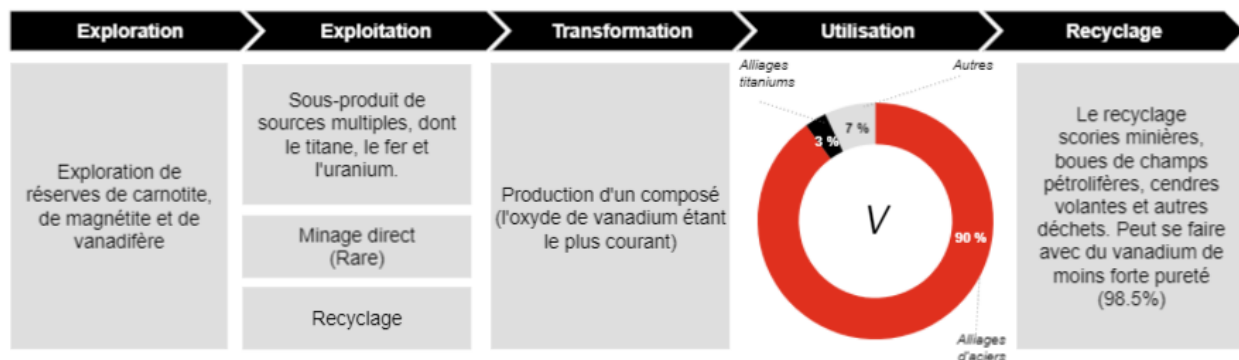 Exploration
Exploitation
Transformation
Utilisation
Recyclage
Exploration de
réserves de carnotite,
de magnétite et de
vanadifère
Sous-produit de
sources multiples, dont
le titane, le fer et
l'uranium.
Minage direct
(Rare)
Recyclage
Production d'un composé
(l'oxyde de vanadium étant
le plus courant)
Alliages
titaniums
Autres
3 %
7 %
V
90 %
Alliages
d'aciers
Le recyclage
scories minières,
boues de champs
pétrolifères, cendres
volantes et autres
déchets. Peut se faire
avec du vanadium de
moins forte pureté
(98.5%)